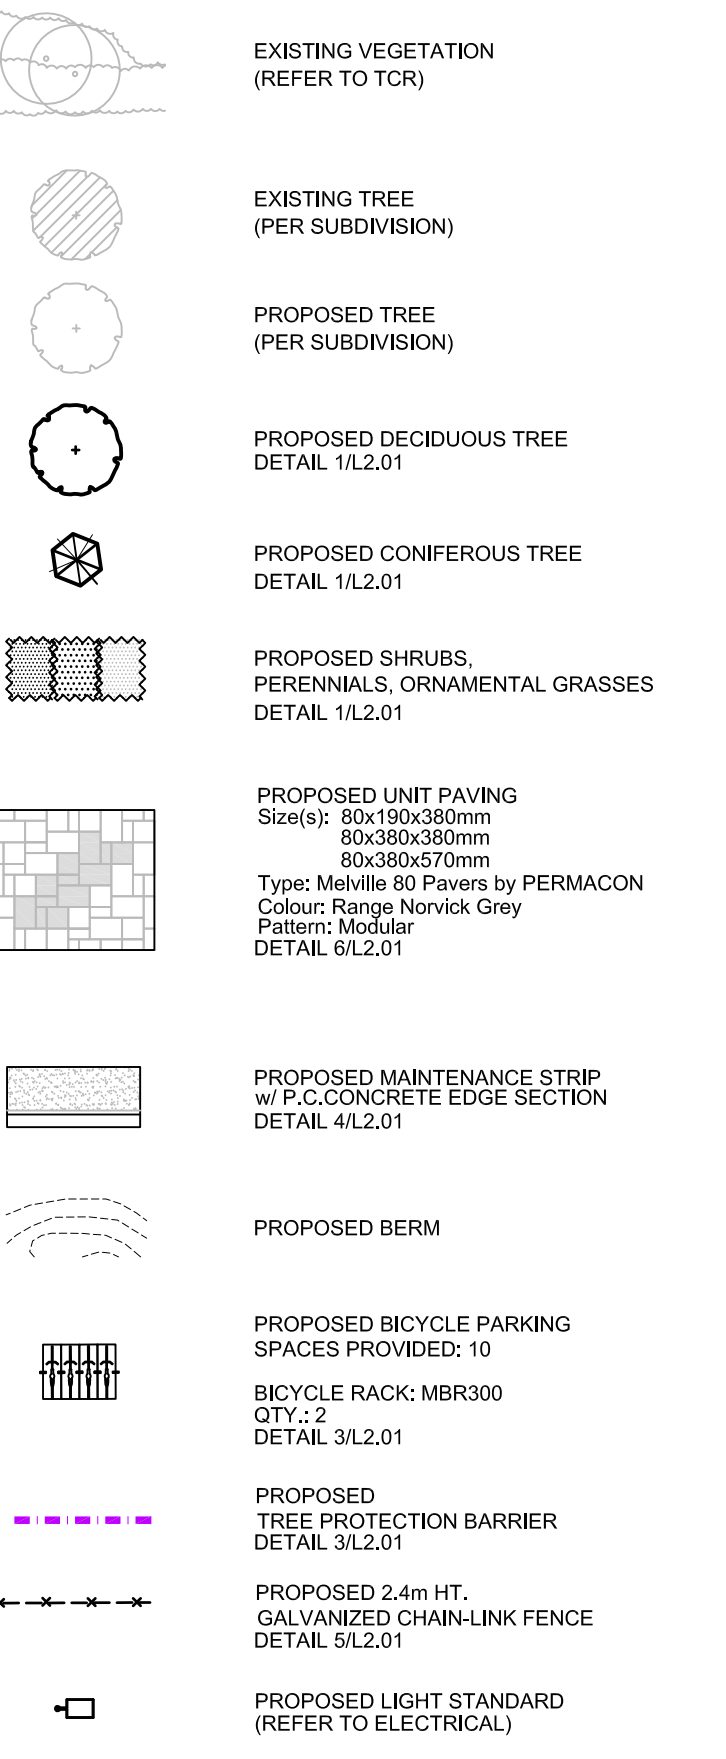 EXISTING VEGETATION
(REFER TO TCR)
EXISTING TREE
(PER SUBDIVISION)
PROPOSED TREE
(PER SUBDIVISION)
PROPOSED DECIDUOUS TREE
DETAIL 1/L2.01
PROPOSED CONIFEROUS TREE
DETAIL 1/L2.01
PROPOSED SHRUBS,
PERENNIALS, ORNAMENTAL GRASSES
DETAIL 1/L2.01
PROPOSED UNIT PAVING
Size(s): 80x190x380mm
80x380x380mm
80x380x570mm
Type: Melville 80 Pavers by PERMACON
Colour: Range Norvick Grey
Pattern: Modular
DETAIL 6/L2.01
PROPOSED MAINTENANCE STRIP
w/ P.C.CONCRETE EDGE SECTION
DETAIL 4/L2.01
PROPOSED BERM
PROPOSED BICYCLE PARKING
SPACES PROVIDED: 10
BICYCLE RACK: MBR300
QTY.: 2
DETAIL 3/L2.01
PROPOSED
TREE PROTECTION BARRIER
DETAIL 3/L2.01
PROPOSED 2.4m HT.
GALVANIZED CHAIN-LINK FENCE
DETAIL 5/L2.01
PROPOSED LIGHT STANDARD
(REFER TO ELECTRICAL)